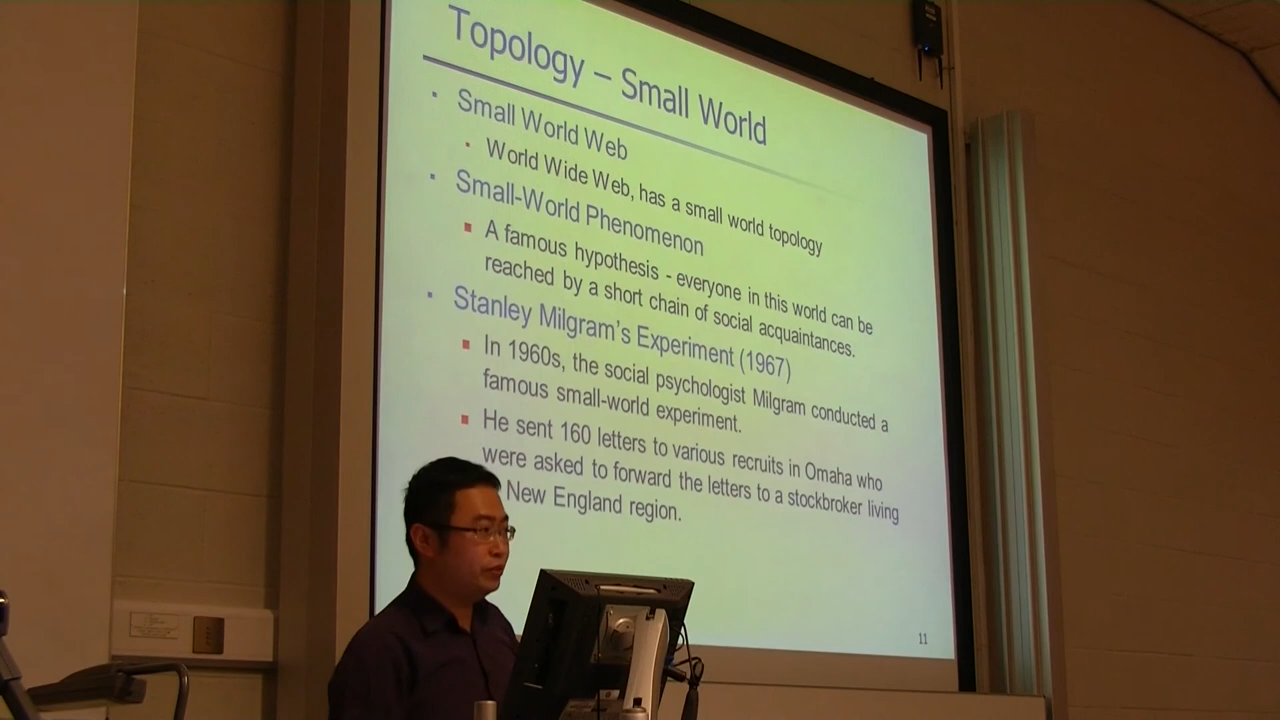 Topology – Small World
Small World Web
World Wide Web, has a small world topology
Small-World Phenomenon
A famous hypothesis - everyone in this world can be
reached by a short chain of social acquaintances.
Stanley Milgram's Experiment (1967)
In 1960s, the social psychologist Milgram conducted a
famous small-world experiment.
He sent 160 letters to various recruits in Omaha who
were asked to forward the letters to a stockbroker living
New England region.
11